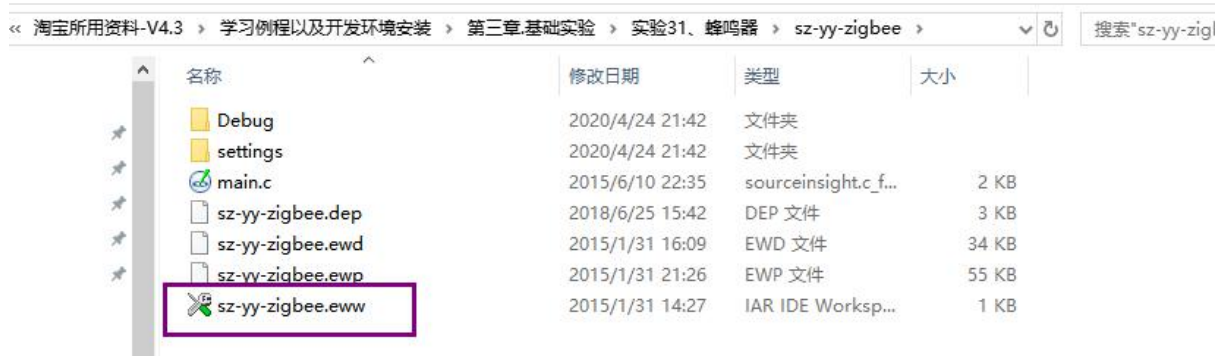 « 淘宝所用资料-V4.3 › 学习例程以及开发环境安装 › 第三章.基础实验 › 实验31、蜂鸣器 › sz-yy-zigbee › 搜索"sz-yy-zigl
名称 修改日期 类型 大小
Debug 2020/4/24 21:42 文件夹
settings 2020/4/24 21:42 文件夹
main.c 2015/6/10 22:35 sourceinsight.c_f... 2 KB
sz-yy-zigbee.dep 2018/6/25 15:42 DEP 文件 3 KB
sz-yy-zigbee.ewd 2015/1/31 16:09 EWD 文件 34 KB
sz-yy-zigbee.ewp 2015/1/31 21:26 EWP 文件 55 KB
sz-yy-zigbee.eww 2015/1/31 14:27 IAR IDE Worksp... 1 KB